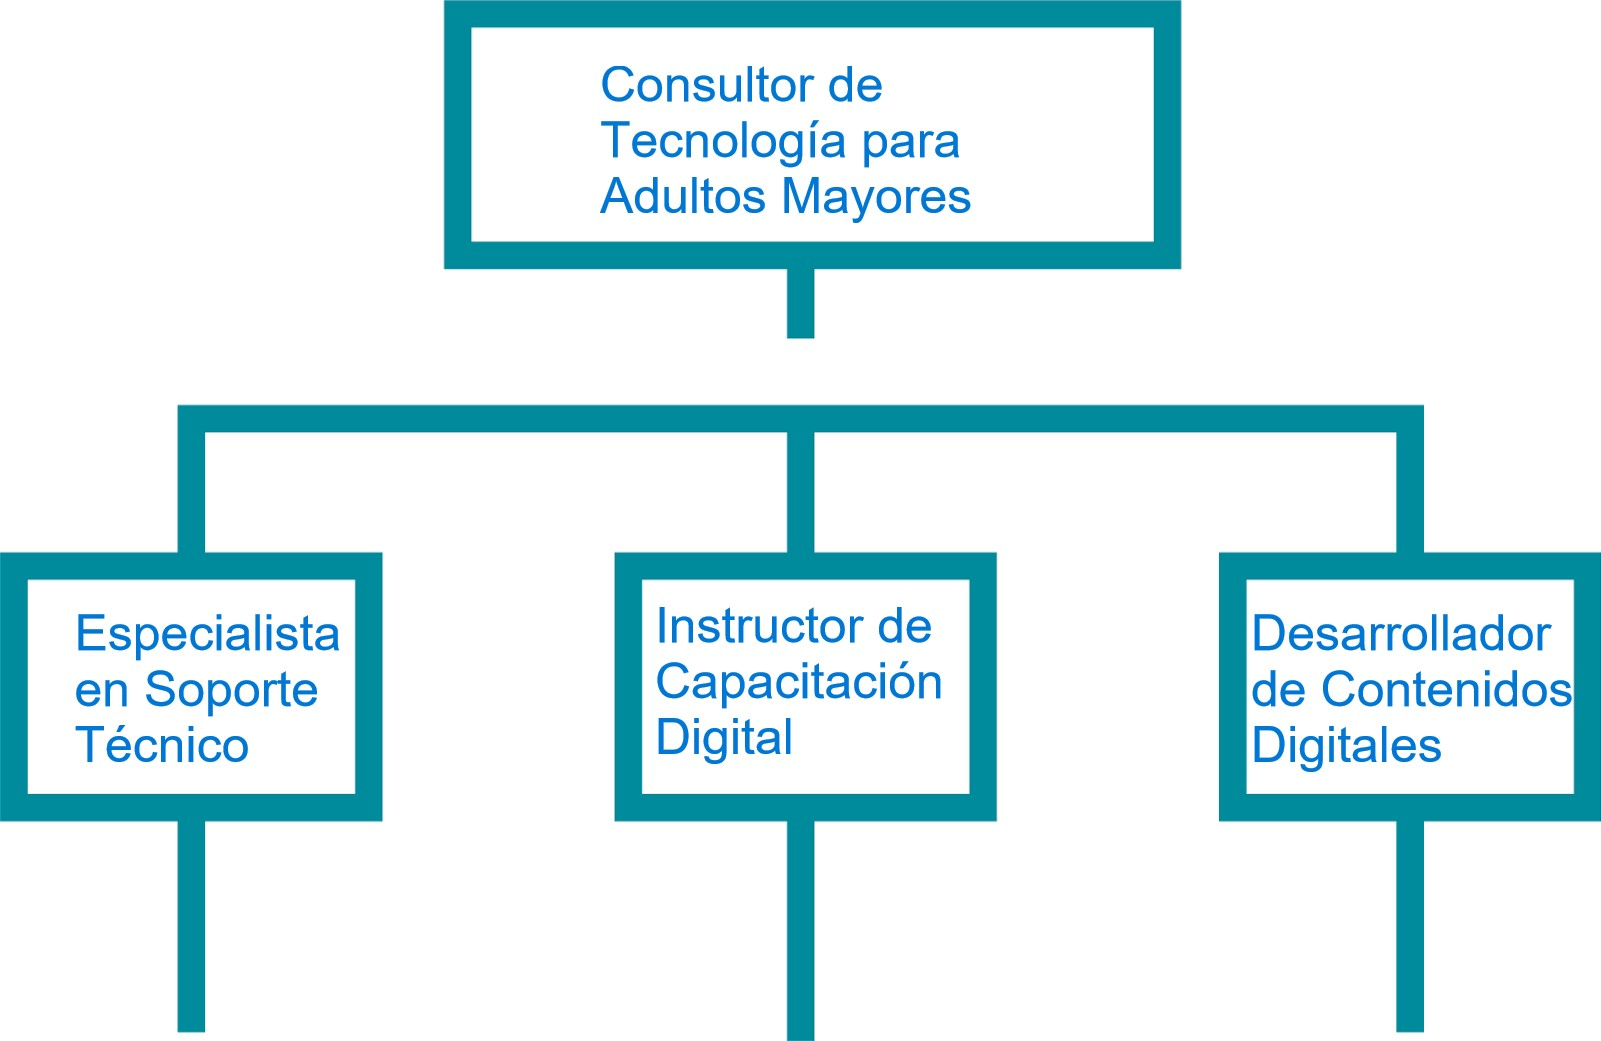 Consultor de
Tecnología para
Adultos Mayores
Especialista
en Soporte
Técnico
Instructor de
Capacitación
Digital
Desarrollador
de Contenidos
Digitales